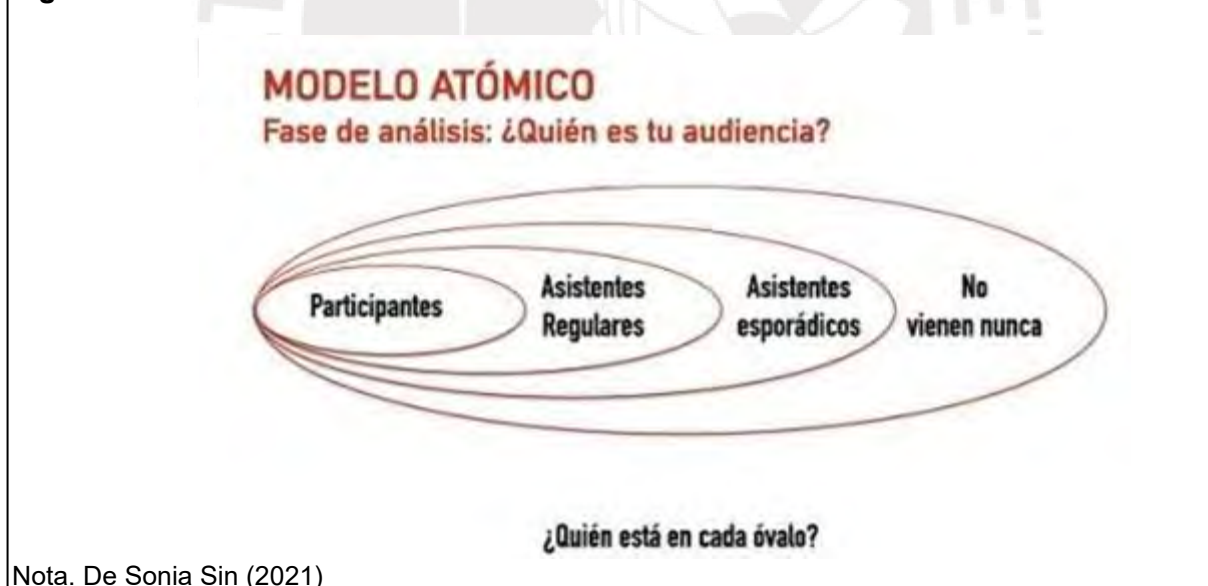 MODELO ATÓMICO
Fase de análisis: ¿Quién es tu audiencia?
Participantes
Asistentes
Regulares
Asistentes
esporádicos
No
vienen nunca
¿Quién está en cada óvalo?
Nota. De Sonia Sin (2021)